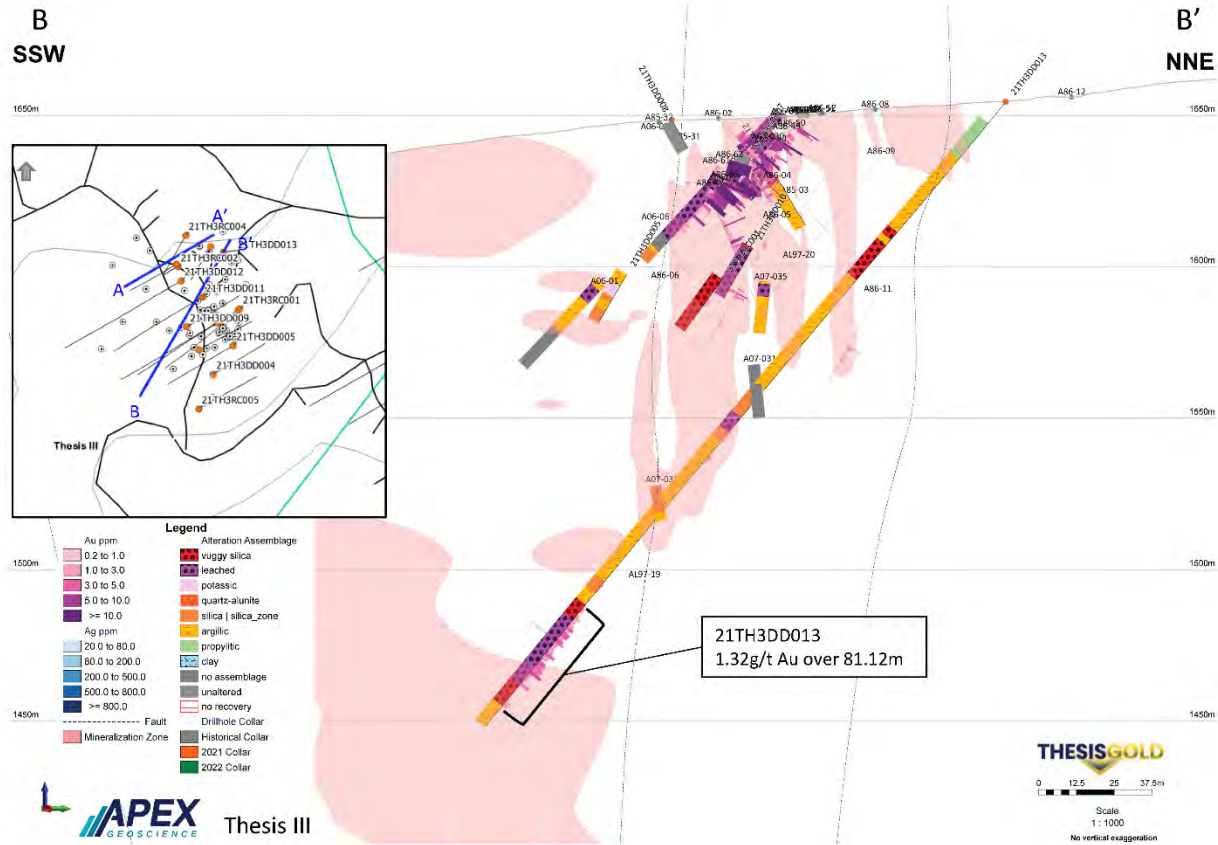 B
SSW
B'
NNE
1650m
1650m
1600m
1600m
1550m
1550m
1500m
1500m
1450m
1450m
21TH3DD008
A85-32
A86-02
A86-08
21TH3DD013
A86-12
A86-09
A86-04
A85-03
A86-05
A06-06
21TH3DD005
A06-01
A86-06
21TH3DD010
AL97-20
A07-035
A86-11
A07-031
AL97-19
A'
21TH3RC004
B'
21TH3DD013
21TH3RC002
21TH3DD012
A
21TH3DD011
21TH3RC001
21TH3DD009
21TH3DD005
21TH3DD004
B
21TH3RC005
Thesis III
Legend
Au ppm
0.2 to 1.0
1.0 to 3.0
3.0 to 5.0
5.0 to 10.0
>= 10.0
Ag ppm
20.0 to 80.0
80.0 to 200.0
200.0 to 500.0
500.0 to 800.0
>= 800.0
Fault
Mineralization Zone
Alteration Assemblage
vuggy silica
leached
potassic
quartz-alunite
silica | silica_zone
argillic
propylitic
clay
no assemblage
unaltered
no recovery
Drillhole Collar
Historical Collar
2021 Collar
2022 Collar
21TH3DD013
1.32g/t Au over 81.12m
THESISGOLD
0 12.5 25 37.5m
Scale
1 : 1000
No vertical exaggeration
APEX
GEOSCIENCE
Thesis III